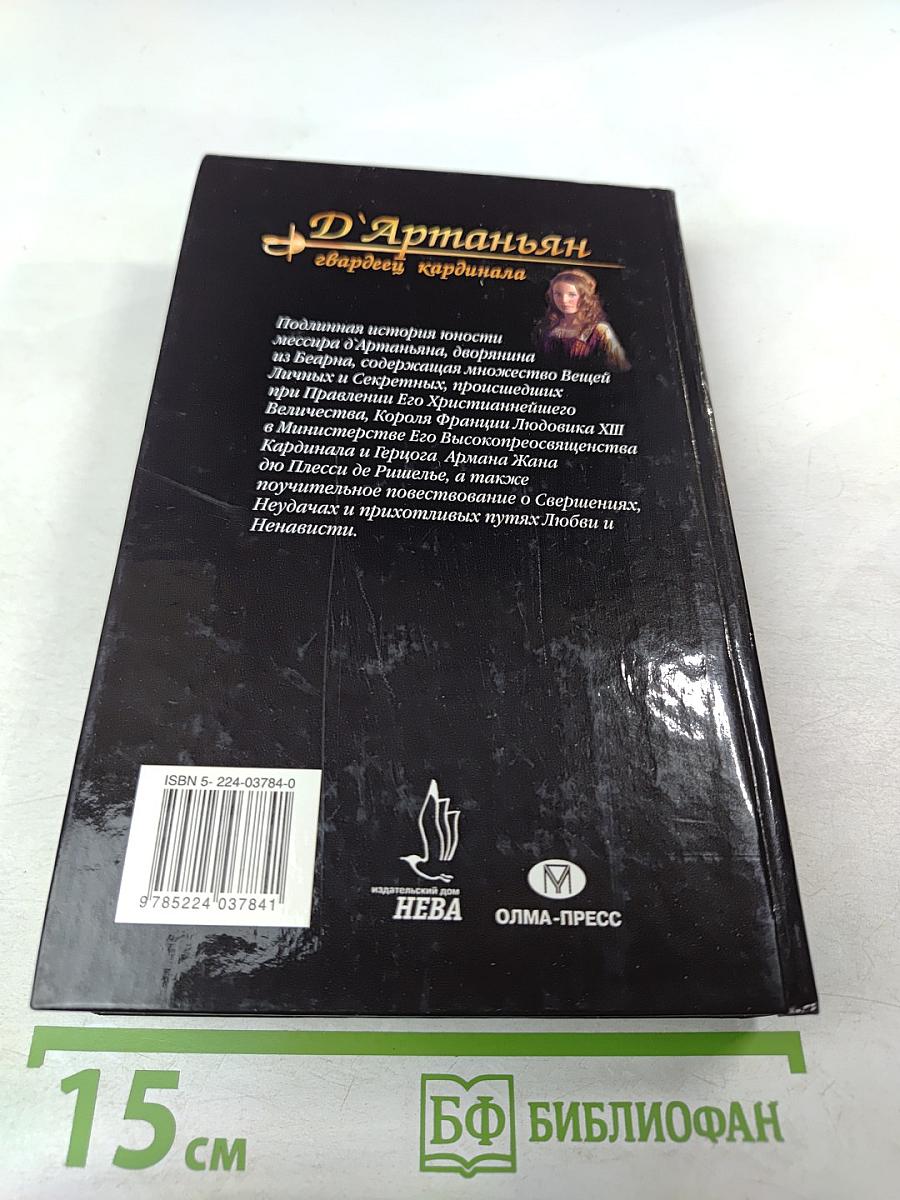 Д`Артаньян
гвардеец кардинала
Подлинная история юности
мессира д`Артаньяна, дворянина
из Беарна, содержащая множество Вещей
Личных и Секретных, происшедших
при Правлении Его Христианнейшего
Величества, Короля Франции Людовика XIII
в Министерстве Его Высокопреосвященства
Кардинала и Герцога Армана Жана
дю Плесси де Ришелье, а также
поучительное повествование о Свершениях,
Неудачах и прихотливых путях Любви и
Ненависти.
ISBN 5- 224-03784-0
9 785224 037841
издательский дом
НЕВА
ОЛМА-ПРЕСС
15 см
БФ БИБЛИОФАН